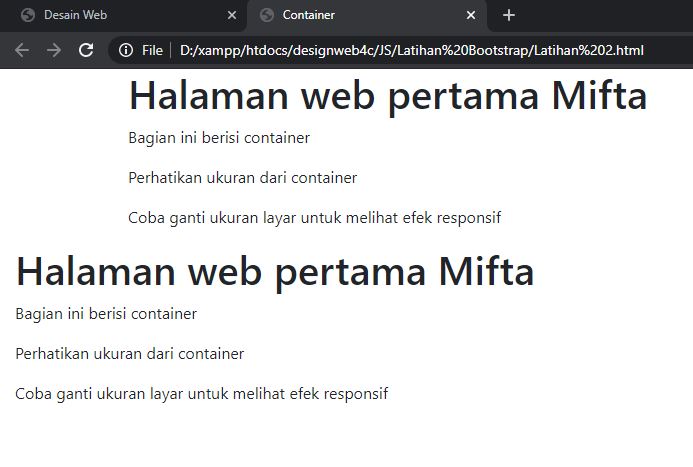 Desain Web
Container
File | D:/xampp/htdocs/designweb4c/JS/Latihan%20Bootstrap/Latihan%202.html
Halaman web pertama Mifta
Bagian ini berisi container
Perhatikan ukuran dari container
Coba ganti ukuran layar untuk melihat efek responsif
Halaman web pertama Mifta
Bagian ini berisi container
Perhatikan ukuran dari container
Coba ganti ukuran layar untuk melihat efek responsif